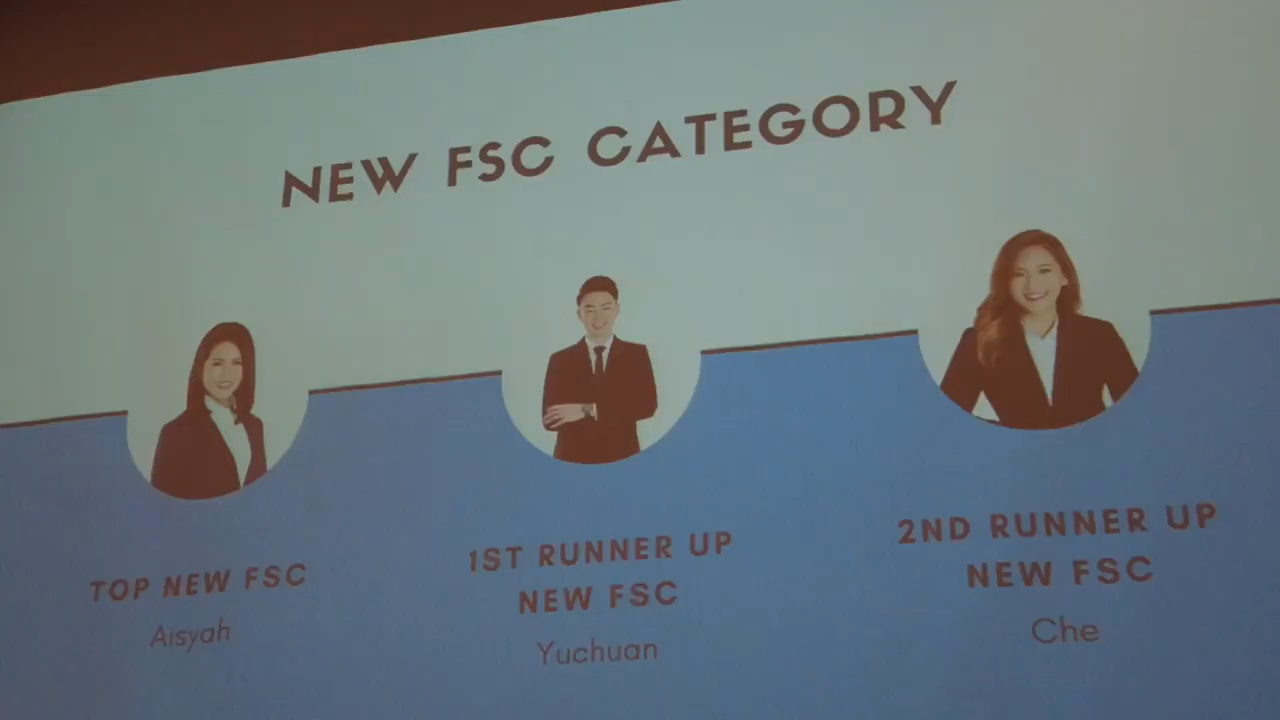 NEW FSC CATEGORY
TOP NEW FSC
Aisyah
1ST RUNNER UP
NEW FSC
Yuchuan
2ND RUNNER UP
NEW FSC
Che